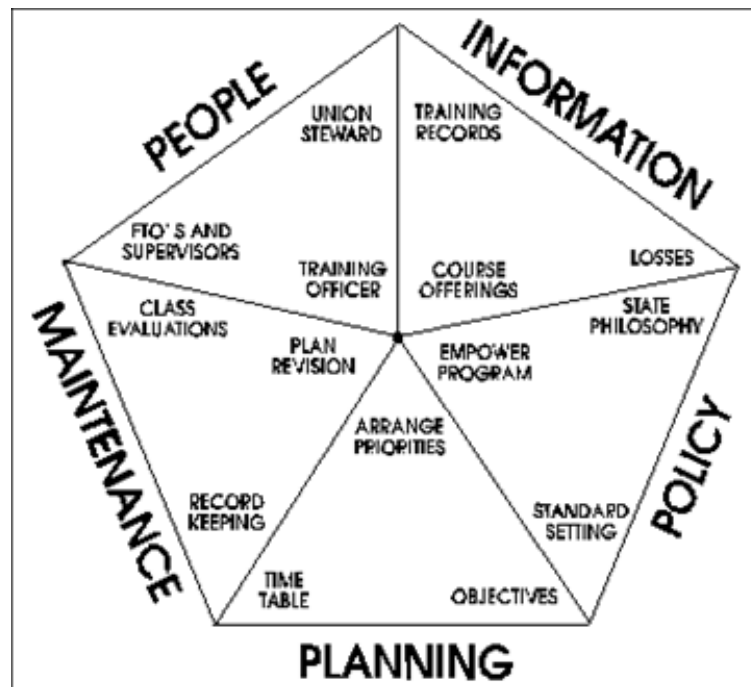 PEOPLE
INFORMATION
UNION
STEWARD
TRAINING
RECORDS
FTO'S AND
SUPERVISORS
TRAINING
OFFICER
COURSE
OFFERINGS
LOSSES
CLASS
EVALUATIONS
PLAN
REVISION
EMPOWER
PROGRAM
STATE
PHILOSOPHY
MAINTENANCE
POLICY
ARRANGE
PRIORITIES
RECORD
KEEPING
STANDARD
SETTING
TIME
TABLE
OBJECTIVES
PLANNING